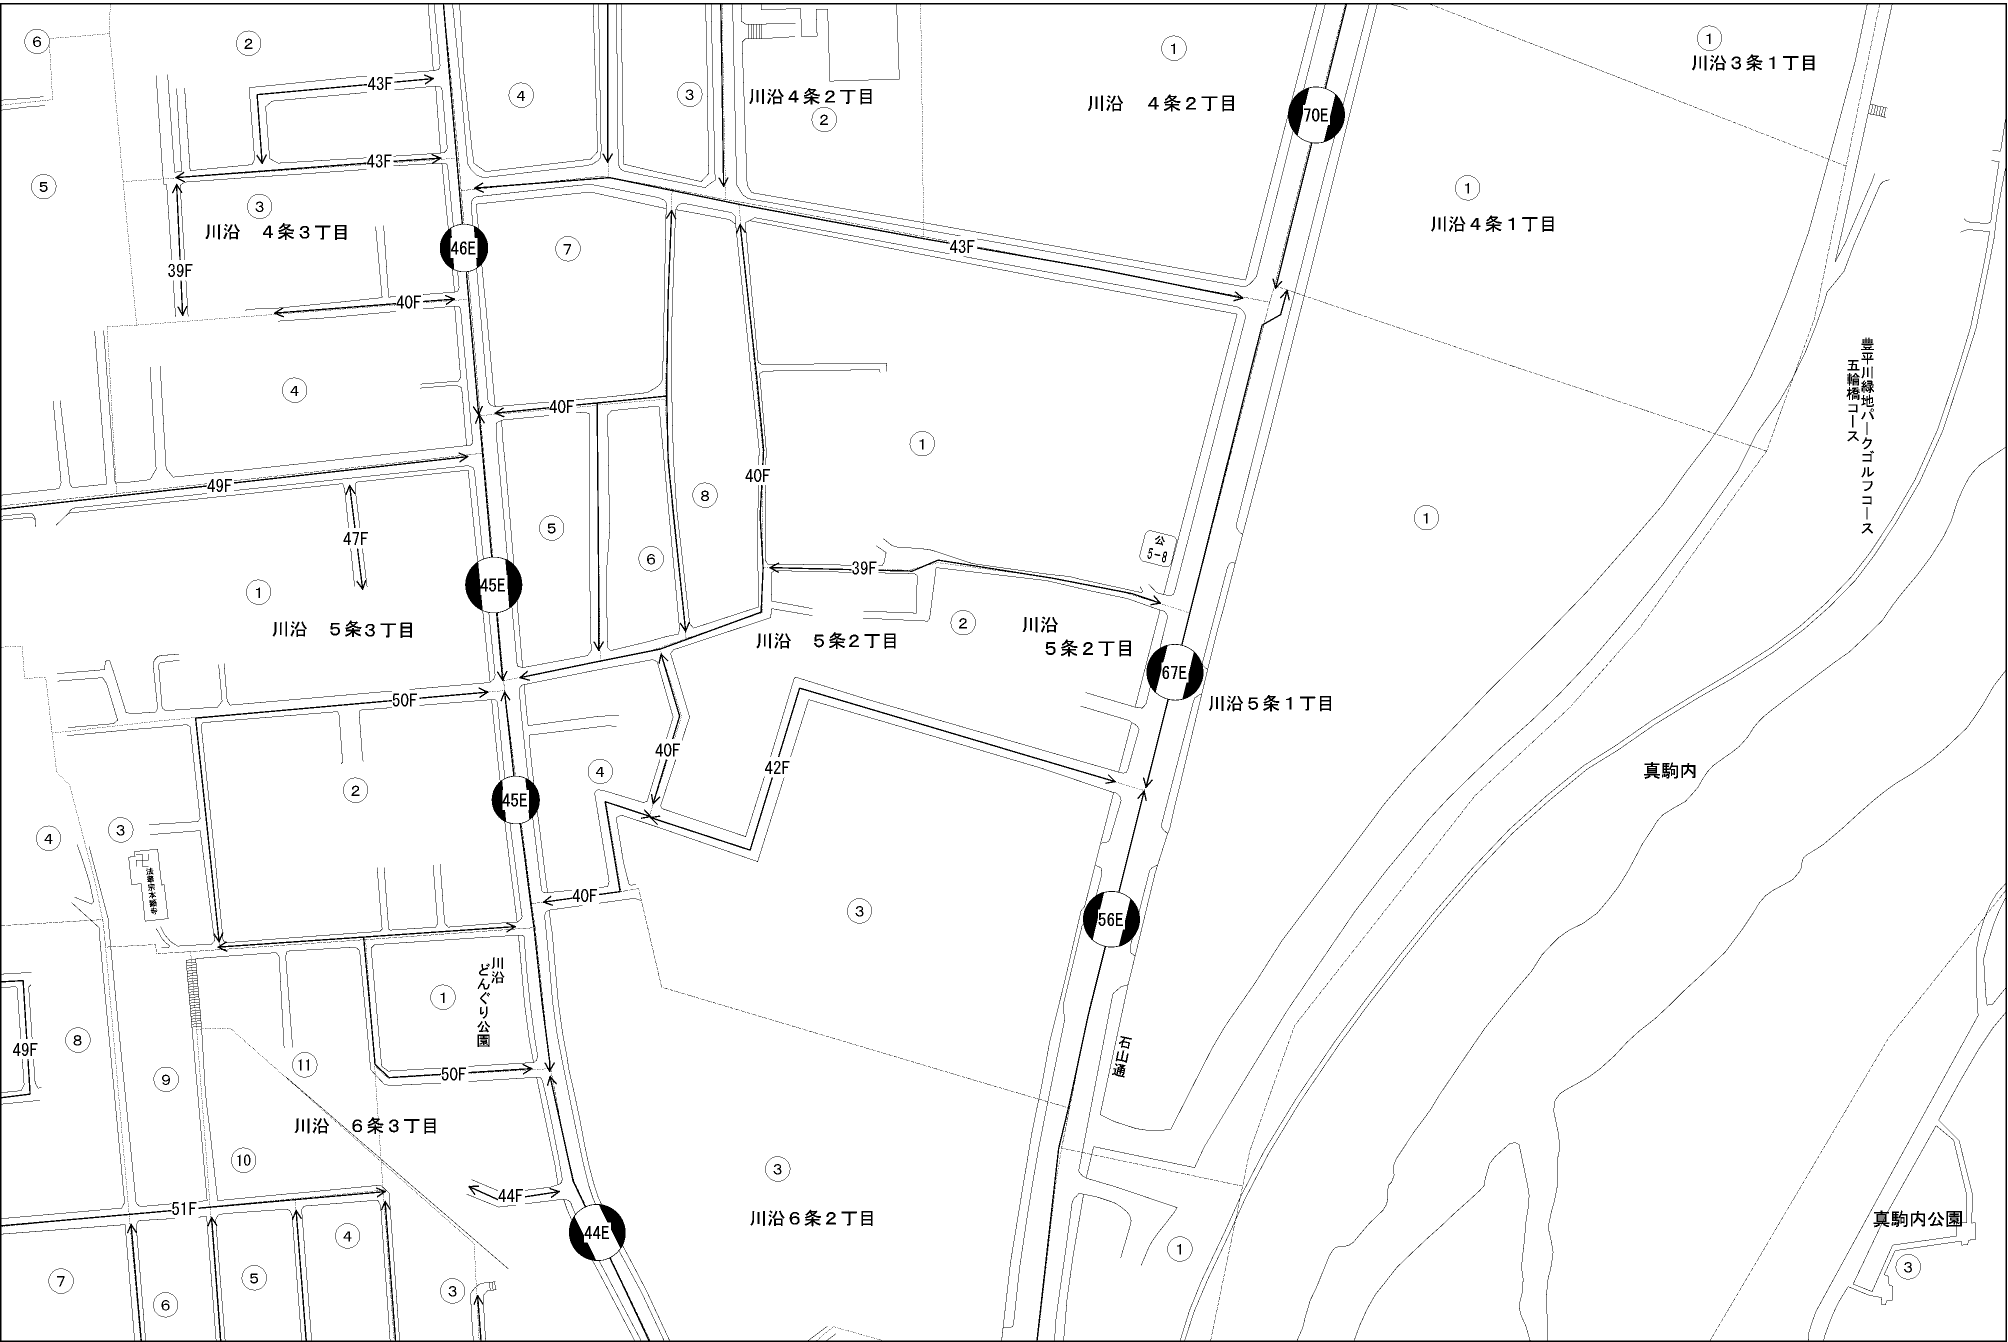 ⑥
②
43F
④
③
川沿４条２丁目
②
①
川沿　４条２丁目
70E
①
川沿３条１丁目
43F
⑤
③
川沿　４条３丁目
39F
46E
⑦
43F
①
川沿４条１丁目
40F
④
40F
①
豊平川緑地パークゴルフコース
五輪橋コース
49F
47F
⑤
⑧
40F
⑥
公
5-8
①
45E
39F
①
川沿　５条３丁目
川沿　５条２丁目
②
川沿
５条２丁目
67E
川沿５条１丁目
50F
②
40F
④
42F
真駒内
45E
④
③
法華宗本龍寺
40F
③
56E
川沿
どんぐり公園
①
49F
⑧
⑨
⑪
50F
石山通
川沿　６条３丁目
⑩
44F
③
川沿６条２丁目
51F
④
44E
①
真駒内公園
③
⑦
⑥
⑤
③